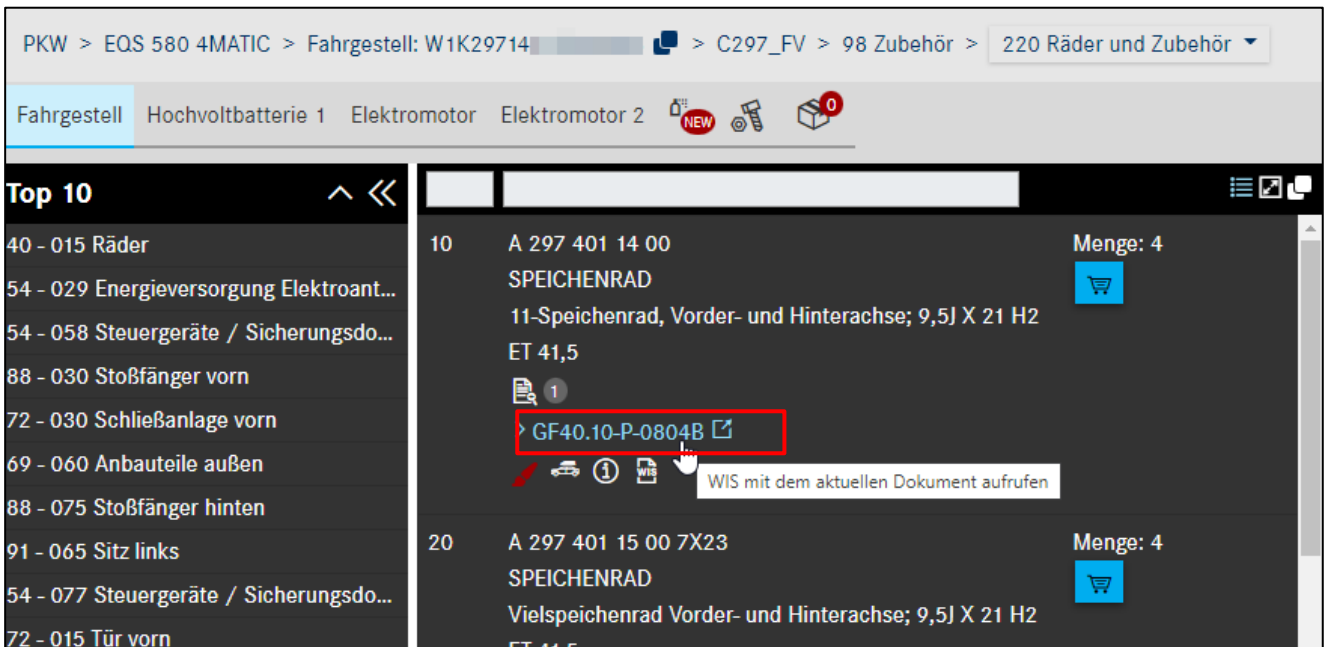 PKW > EQS 580 4MATIC > Fahrgestell: W1K29714 > C297_FV > 98 Zubehör > 220 Räder und Zubehör
Fahrgestell Hochvoltbatterie 1 Elektromotor Elektromotor 2 NEW 0
Top 10
40 - 015 Räder
54 - 029 Energieversorgung Elektroant...
54 - 058 Steuergeräte / Sicherungsdo...
88 - 030 Stoßfänger vorn
72 - 030 Schließanlage vorn
69 - 060 Anbauteile außen
88 - 075 Stoßfänger hinten
91 - 065 Sitz links
54 - 077 Steuergeräte / Sicherungsdo...
72 - 015 Tür vorn
10 A 297 401 14 00 Menge: 4
SPEICHENRAD
11-Speichenrad, Vorder- und Hinterachse; 9,5J X 21 H2
ET 41,5
1
> GF40.10-P-0804B
WIS
WIS mit dem aktuellen Dokument aufrufen
20 A 297 401 15 00 7X23 Menge: 4
SPEICHENRAD
Vielspeichenrad Vorder- und Hinterachse; 9,5J X 21 H2
ET 41,5